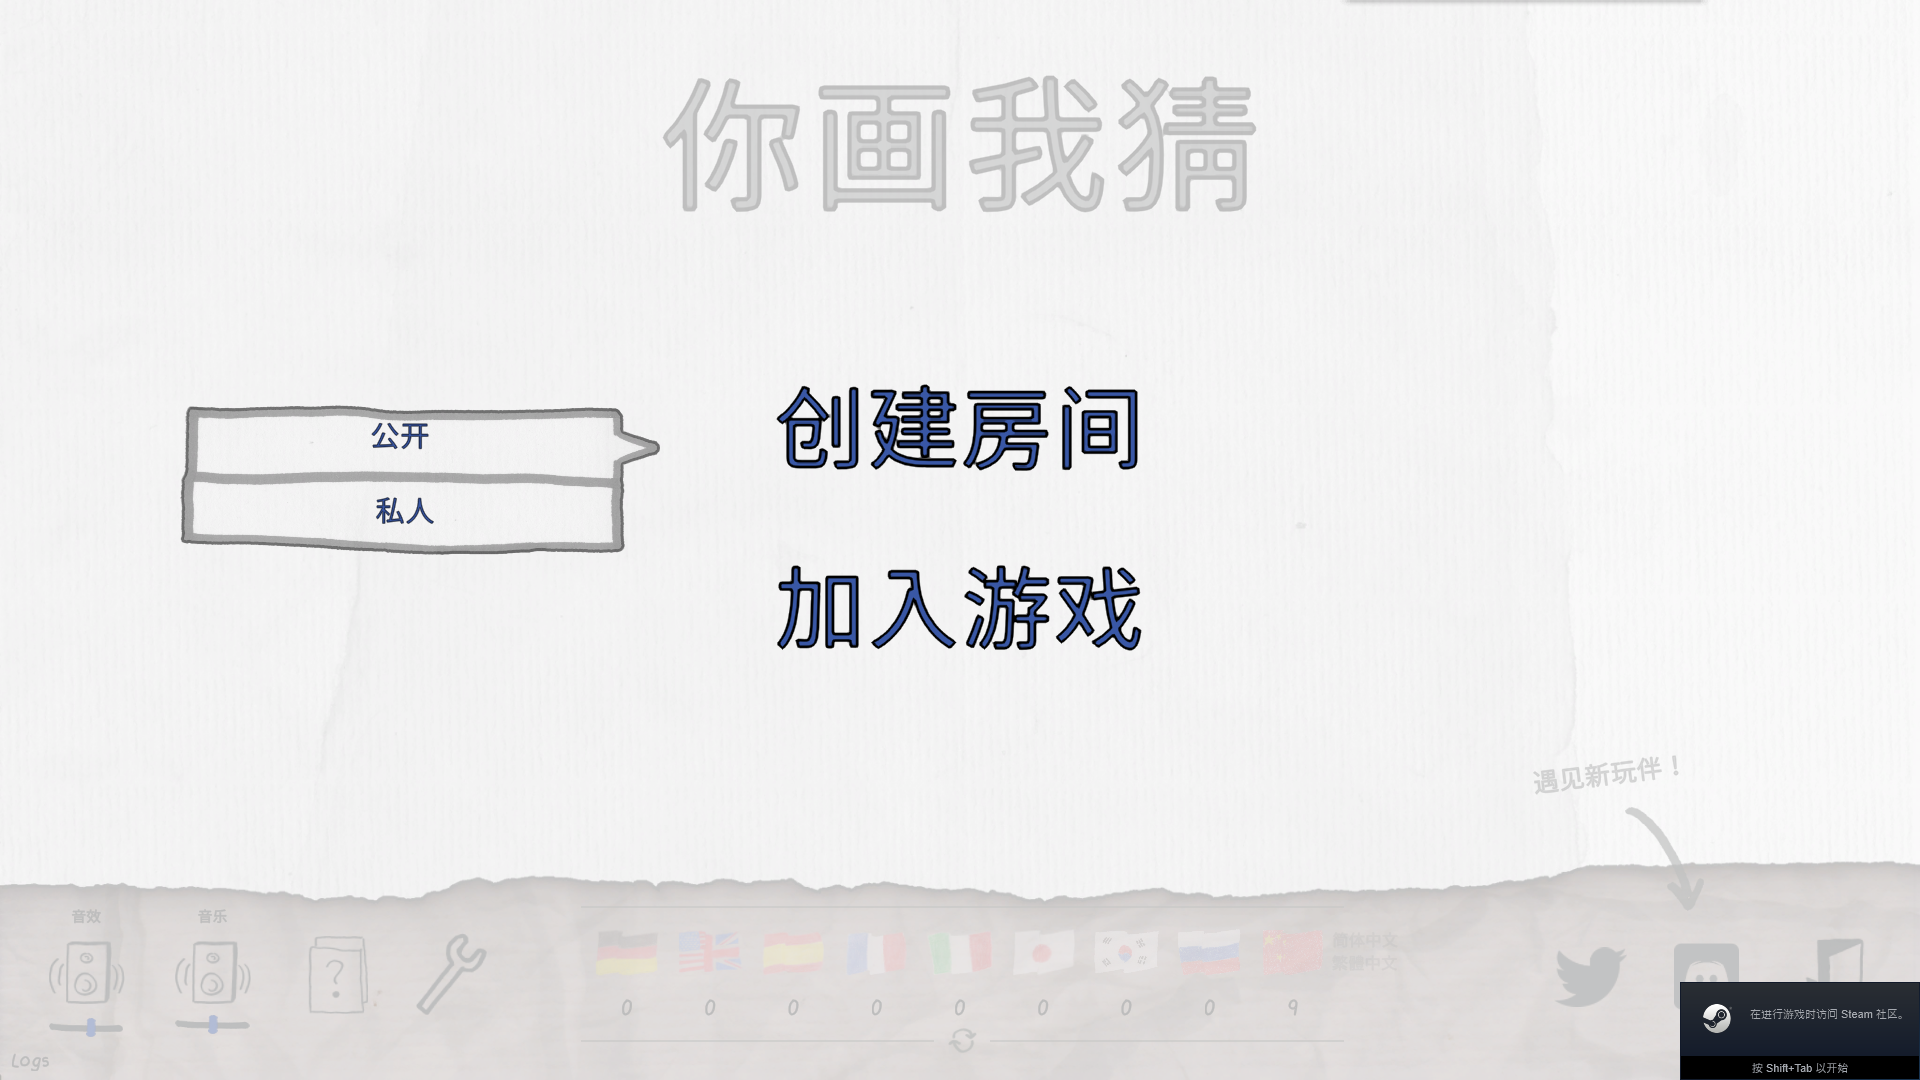 你画我猜
创建房间
公开
私人
加入游戏
遇见新玩伴！
音效
音乐
简体中文
繁體中文
0 0 0 0 0 0 0 0 9
Logs
在进行游戏时访问 Steam 社区。
按 Shift+Tab 以开始